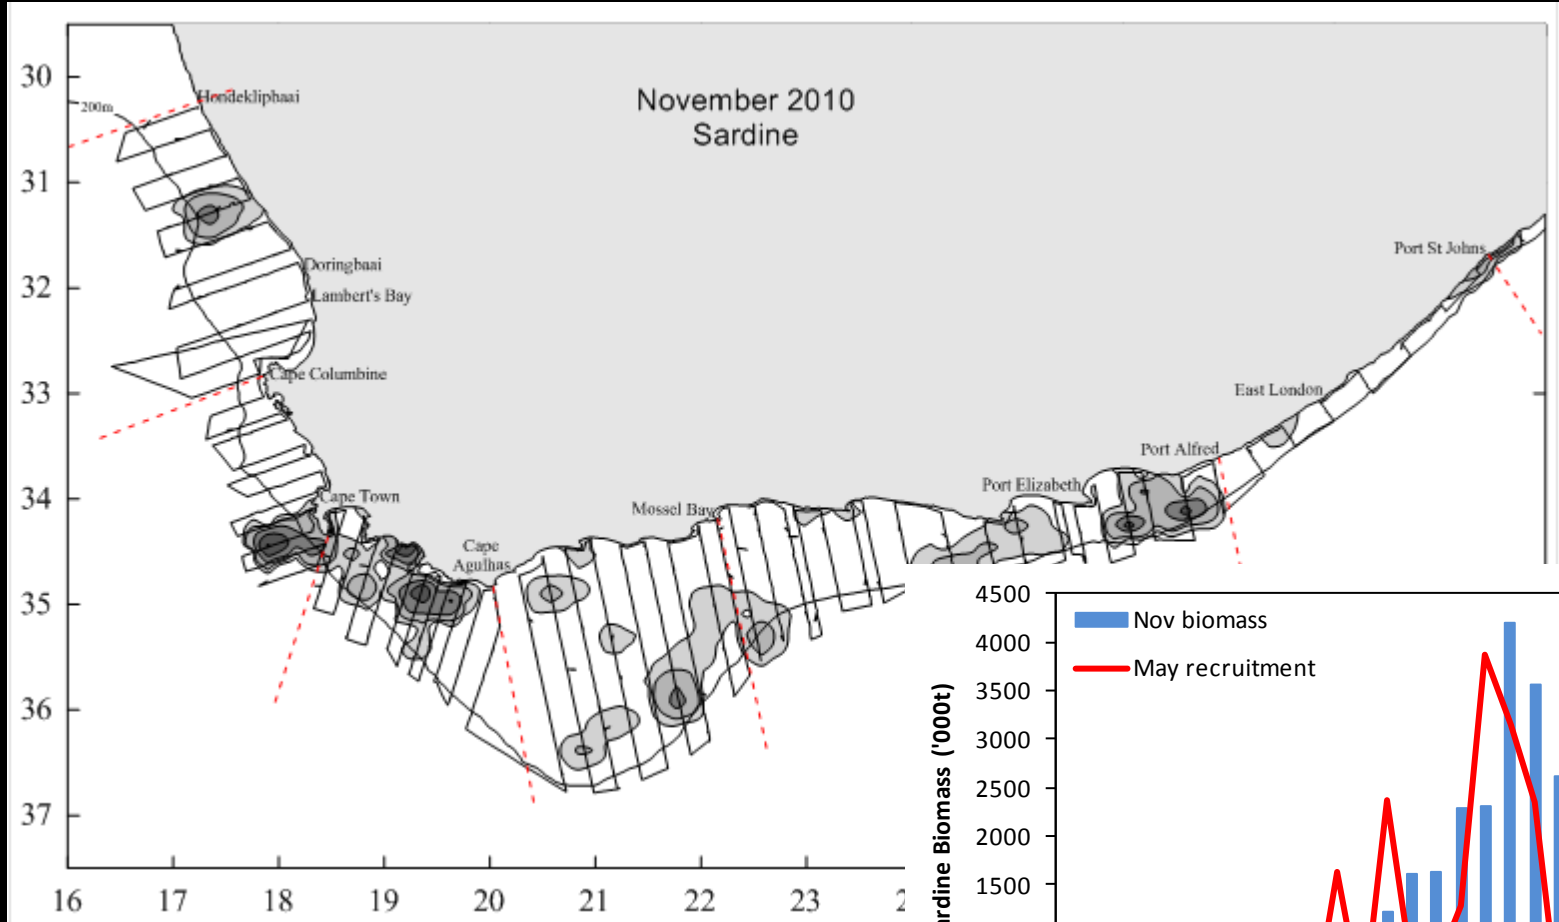 November 2010
Sardine
30
31
32
33
34
35
36
37
16
17
18
19
20
21
22
23
200m
Hondekliphaai
Doringbaai
Lambert's Bay
Cape Columbine
Cape Town
Cape
Agulhas
Mossel Bay
Port Elizabeth
Port Alfred
East London
Port St Johns
4500
4000
3500
3000
2500
2000
1500
Nov biomass
May recruitment
ardine Biomass ('000t)